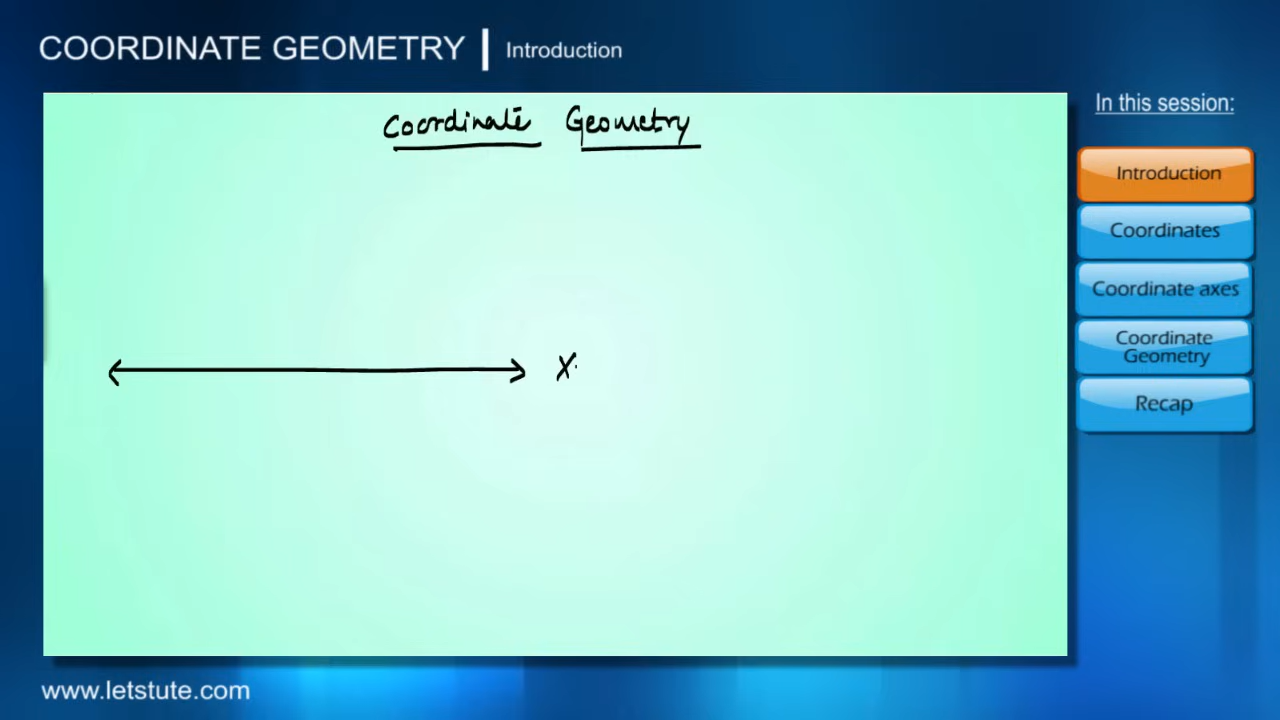 COORDINATE GEOMETRY | Introduction
Coordinate Geometry
In this session:
Introduction
Coordinates
Coordinate axes
Coordinate
Geometry
Recap
X
www.letstute.com